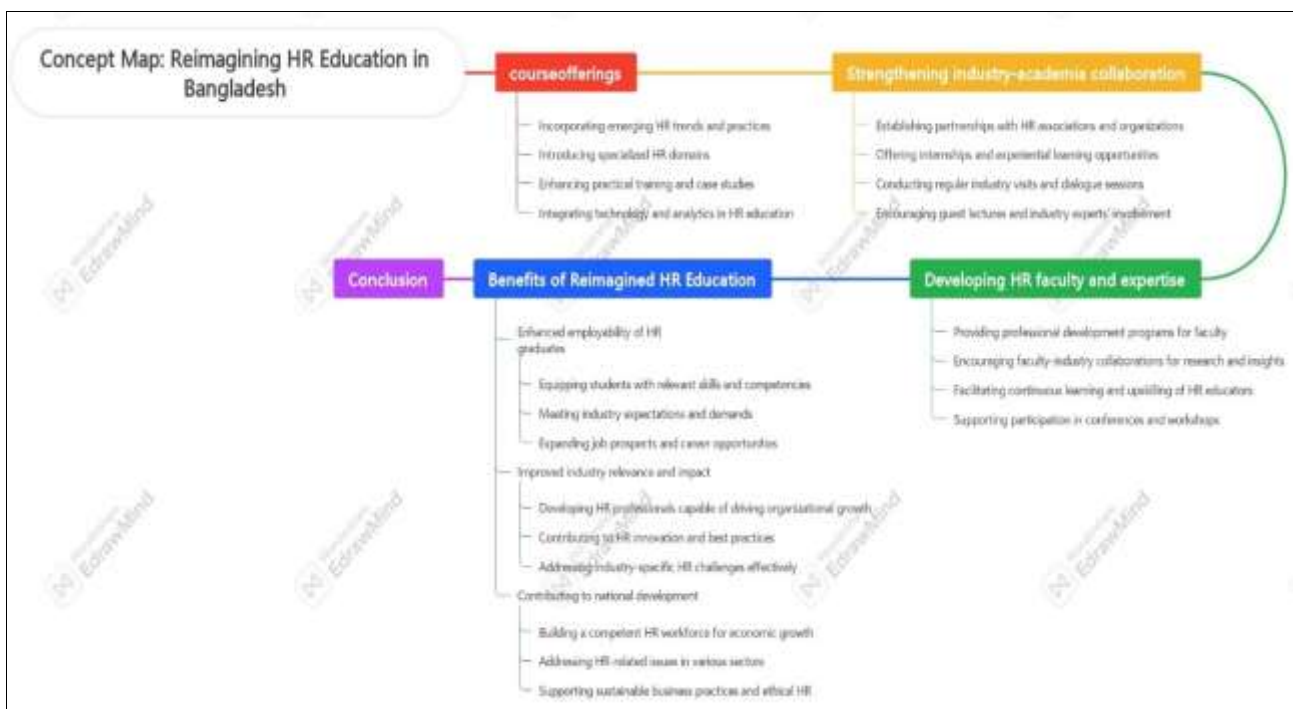 Concept Map: Reimagining HR Education in
Bangladesh
courseofferings
Incorporating emerging HR trends and practices
Introducing specialized HR domains
Enhancing practical training and case studies
Integrating technology and analytics in HR education
Strengthening industry-academia collaboration
Establishing partnerships with HR associations and organizations
Offering internships and experiential learning opportunities
Conducting regular industry visits and dialogue sessions
Encouraging guest lectures and industry experts' involvement
Developing HR faculty and expertise
Providing professional development programs for faculty
Encouraging faculty-industry collaborations for research and insights
Facilitating continuous learning and upskilling of HR educators
Supporting participation in conferences and workshops
Benefits of Reimagined HR Education
Enhanced employability of HR
graduates
Equipping students with relevant skills and competencies
Meeting industry expectations and demands
Expanding job prospects and career opportunities
Improved industry relevance and impact
Developing HR professionals capable of driving organizational growth
Contributing to HR innovation and best practices
Addressing industry-specific HR challenges effectively
Contributing to national development
Building a competent HR workforce for economic growth
Addressing HR-related issues in various sectors
Supporting sustainable business practices and ethical HR
Conclusion
EdrawMind
EdrawMind
EdrawMind
EdrawMind
EdrawMind
EdrawMind
EdrawMind
EdrawMind